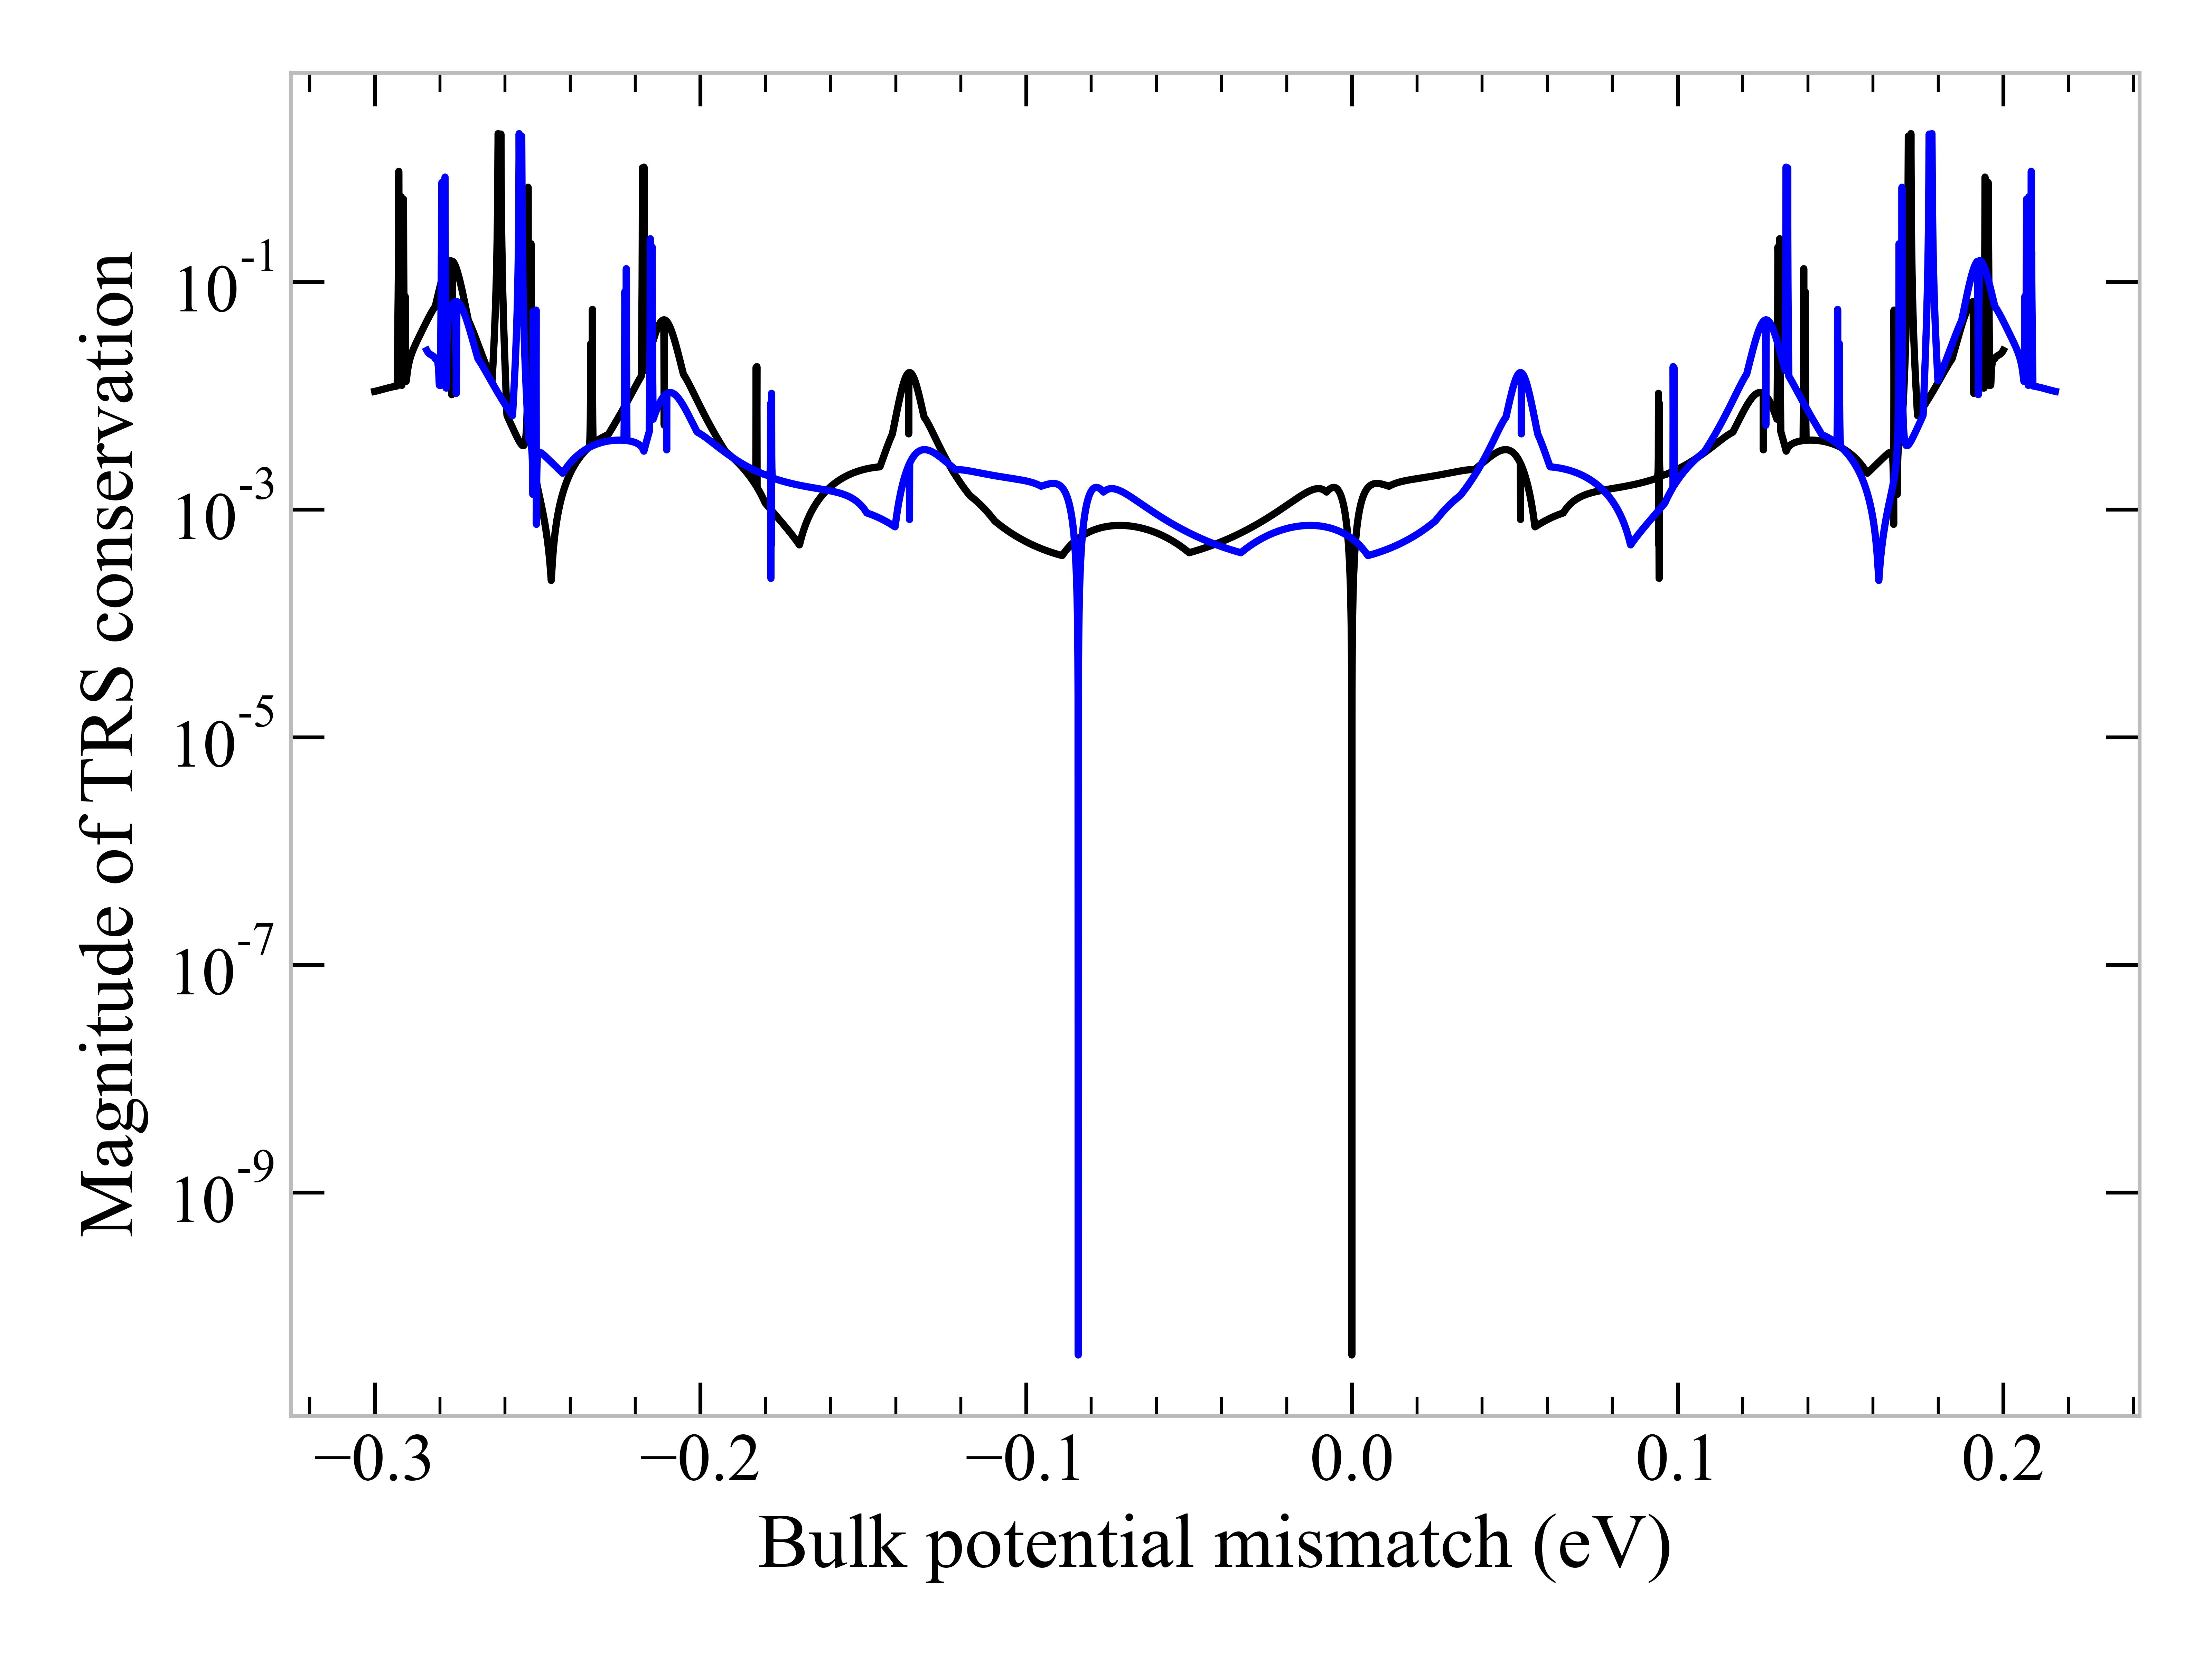 Magnitude of TRS conservation
10-1
10-3
10-5
10-7
10-9
−0.3 −0.2 −0.1 0.0 0.1 0.2
Bulk potential mismatch (eV)